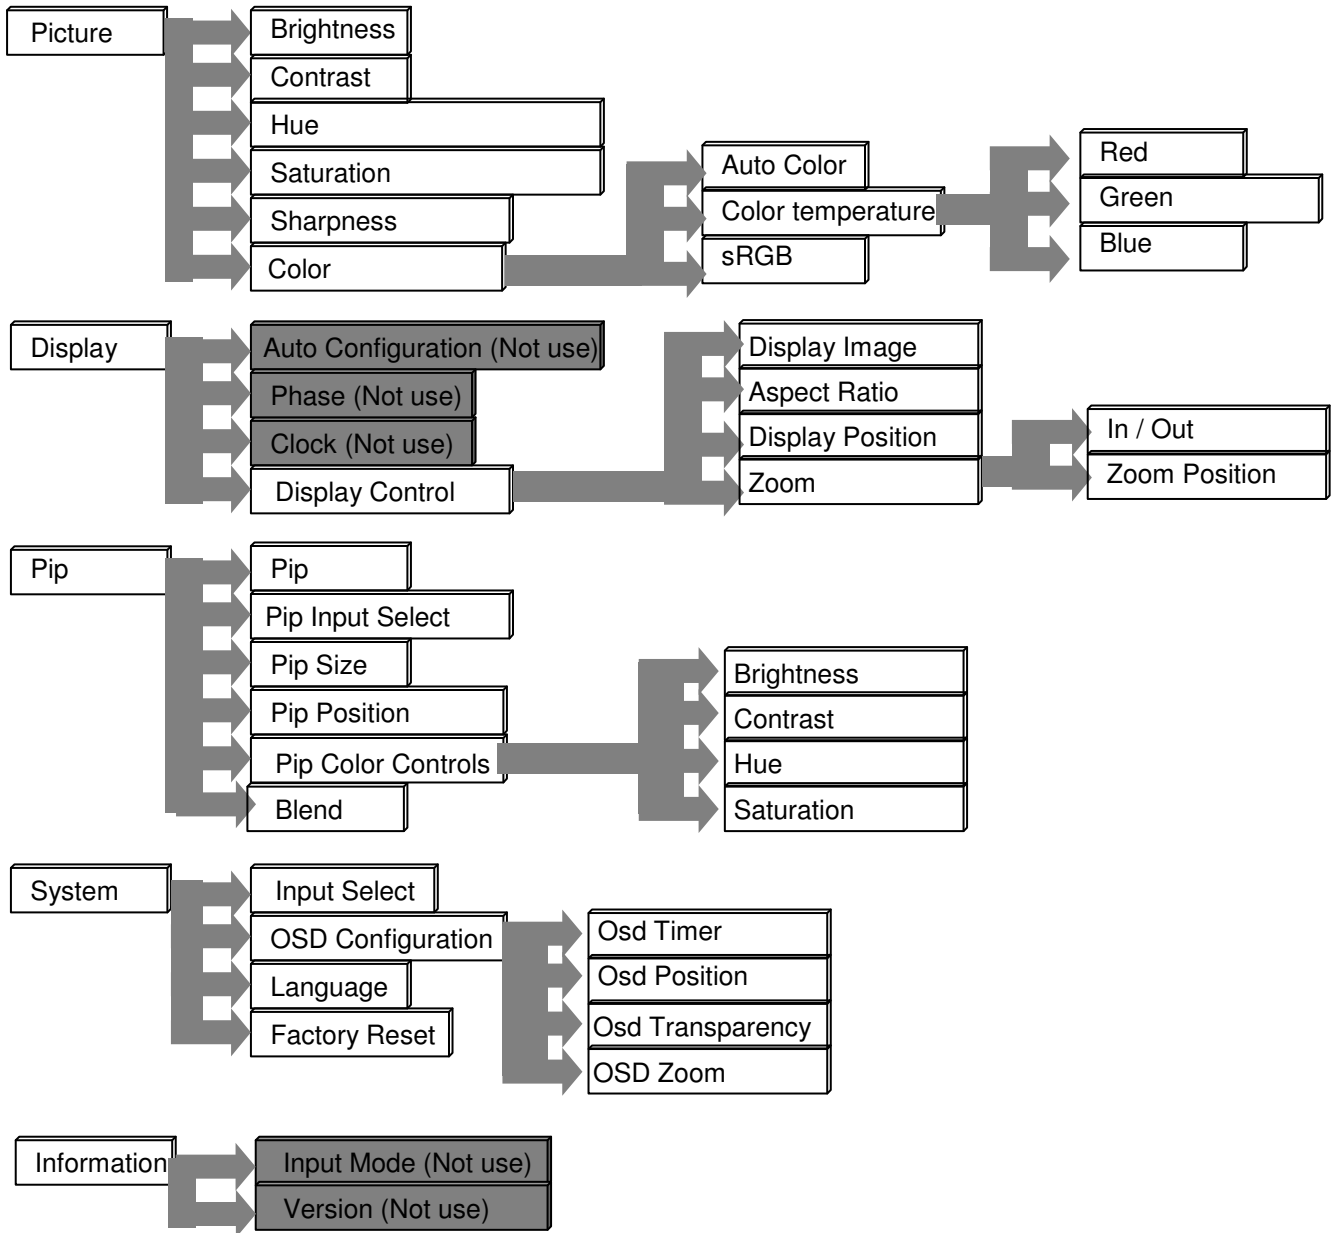 Picture
Brightness
Contrast
Hue
Saturation
Sharpness
Color
Auto Color
Color temperature
sRGB
Red
Green
Blue
Display
Auto Configuration (Not use)
Phase (Not use)
Clock (Not use)
Display Control
Display Image
Aspect Ratio
Display Position
Zoom
In / Out
Zoom Position
Pip
Pip
Pip Input Select
Pip Size
Pip Position
Pip Color Controls
Blend
Brightness
Contrast
Hue
Saturation
System
Input Select
OSD Configuration
Language
Factory Reset
Osd Timer
Osd Position
Osd Transparency
OSD Zoom
Information
Input Mode (Not use)
Version (Not use)